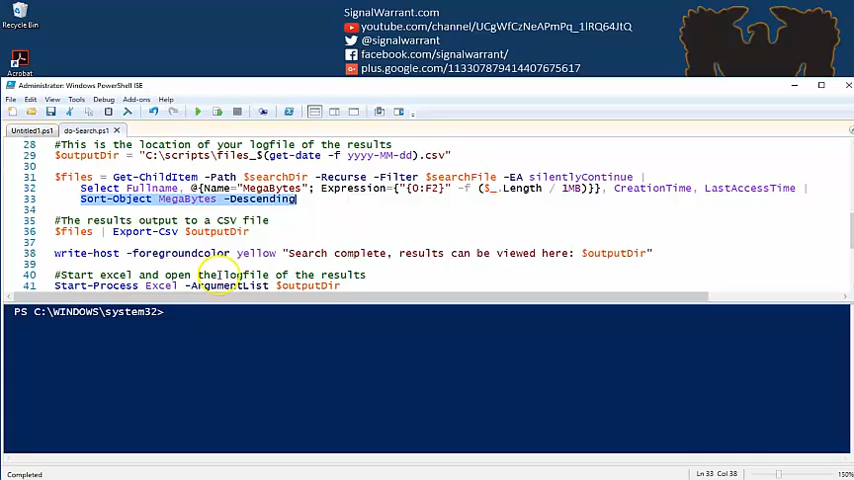 SignalWarrant.com
youtube.com/channel/UCgWfCzNeAPmPq_1lRQ64JtQ
@signalwarrant
facebook.com/signalwarrant/
plus.google.com/113307879414407675617
Recycle Bin
Acrobat
Administrator: Windows PowerShell ISE
File Edit View Tools Debug Add-ons Help
Untitled1.ps1 do-Search.ps1
28 #This is the location of your logfile of the results
29 $outputDir = "C:\scripts\files_$(get-date -f yyyy-MM-dd).csv"
30
31 $files = Get-ChildItem -Path $searchDir -Recurse -Filter $searchFile -EA silentlyContinue |
32 Select Fullname, @{Name="MegaBytes"; Expression={"{0:F2}" -f ($_.Length / 1MB)}}, CreationTime, LastAccessTime |
33 Sort-Object MegaBytes -Descending
34
35 #The results output to a CSV file
36 $files | Export-Csv $outputDir
37
38 write-host -foregroundcolor yellow "Search complete, results can be viewed here: $outputDir"
39
40 #Start excel and open the logfile of the results
41 Start-Process Excel -ArgumentList $outputDir
PS C:\WINDOWS\system32>
Completed Ln 33 Col 38 150%